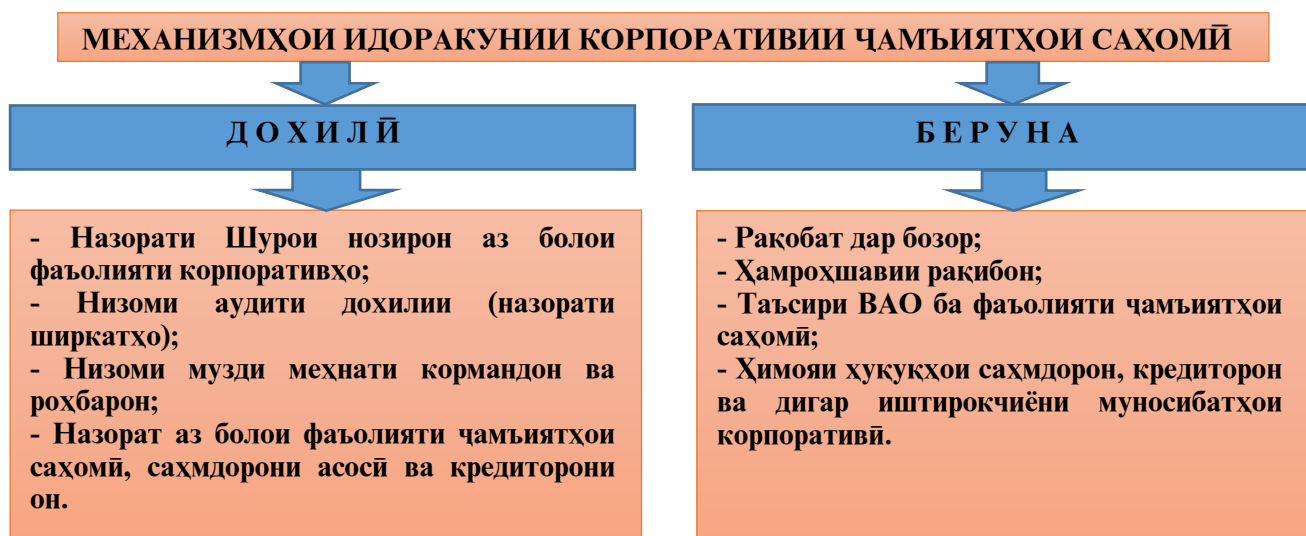 МЕХАНИЗМҲОИ ИДОРАКУНИИ КОРПОРАТИВИИ ҶАМЪИЯТҲОИ САҲОМӢ
Д О Х И Л Ӣ
- Назорати Шурои нозирон аз болои
фаъолияти корпоративҳо;
- Низоми аудити дохилии (назорати
ширкатҳо);
- Низоми музди меҳнати кормандон ва
роҳбарон;
- Назорат аз болои фаъолияти ҷамъиятҳои
саҳомӣ, саҳмдорони асосӣ ва кредиторони
он.
Б Е Р У Н А
- Рақобат дар бозор;
- Ҳамроҳшавии рақибон;
- Таъсири ВАО ба фаъолияти ҷамъиятҳои
саҳомӣ;
- Ҳимояи ҳуқуқҳои саҳмдорон, кредиторон
ва дигар иштирокчиёни муносибатҳои
корпоративӣ.